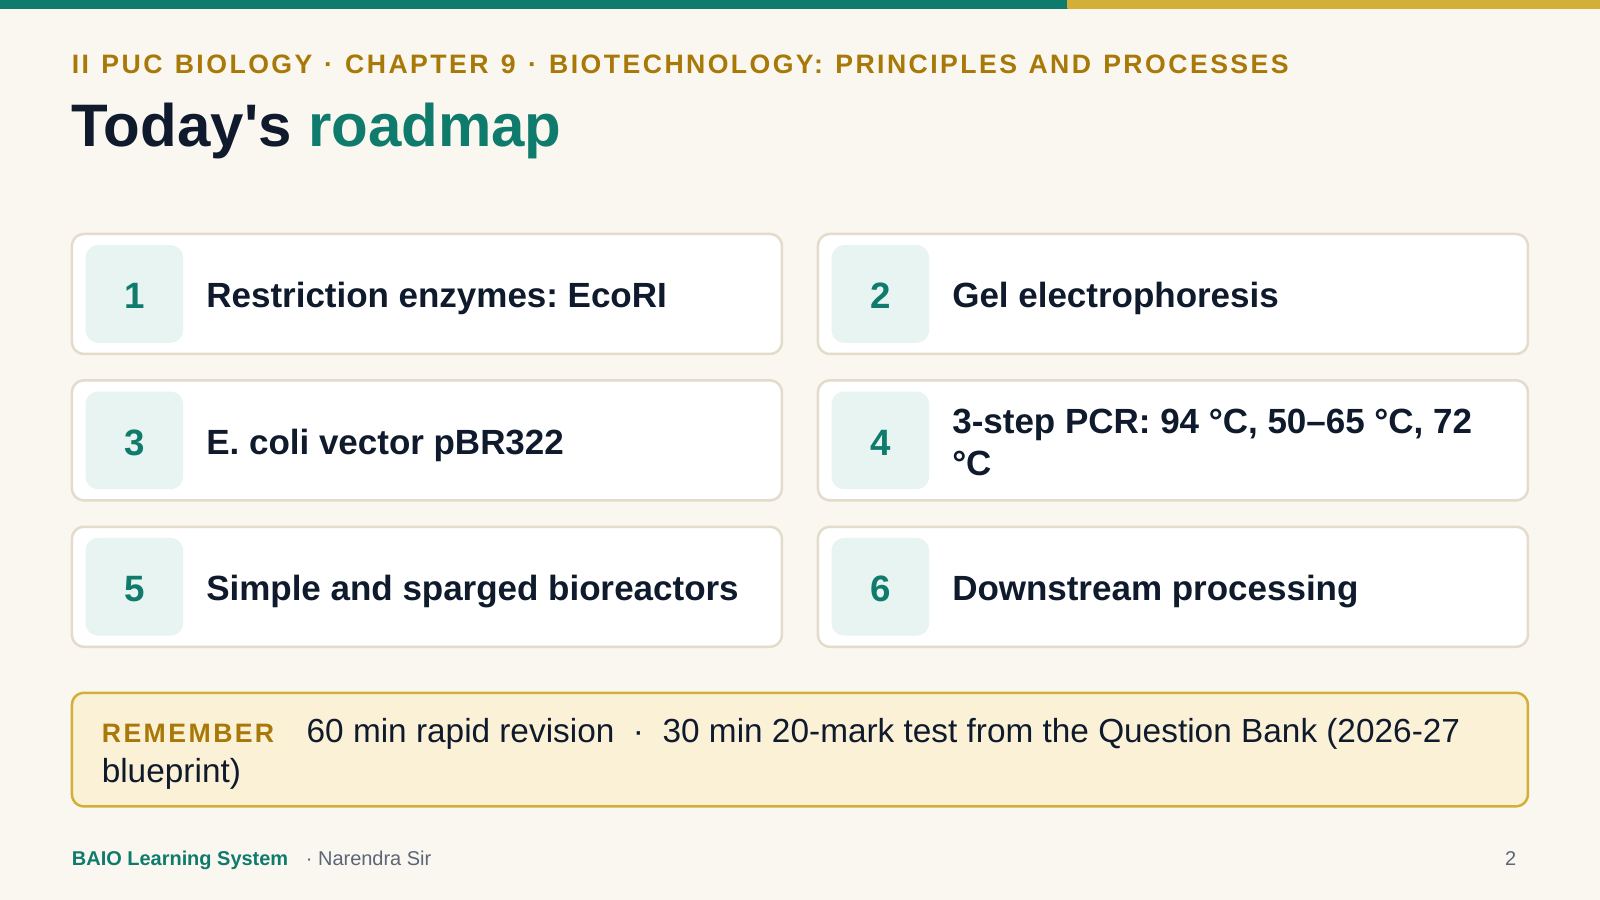 II PUC BIOLOGY · CHAPTER 9 · BIOTECHNOLOGY: PRINCIPLES AND PROCESSES
Today's roadmap
1 Restriction enzymes: EcoRI
2 Gel electrophoresis
3 E. coli vector pBR322
4 3-step PCR: 94 °C, 50–65 °C, 72
°C
5 Simple and sparged bioreactors
6 Downstream processing
REMEMBER 60 min rapid revision · 30 min 20-mark test from the Question Bank (2026-27
blueprint)
BAIO Learning System · Narendra Sir 2